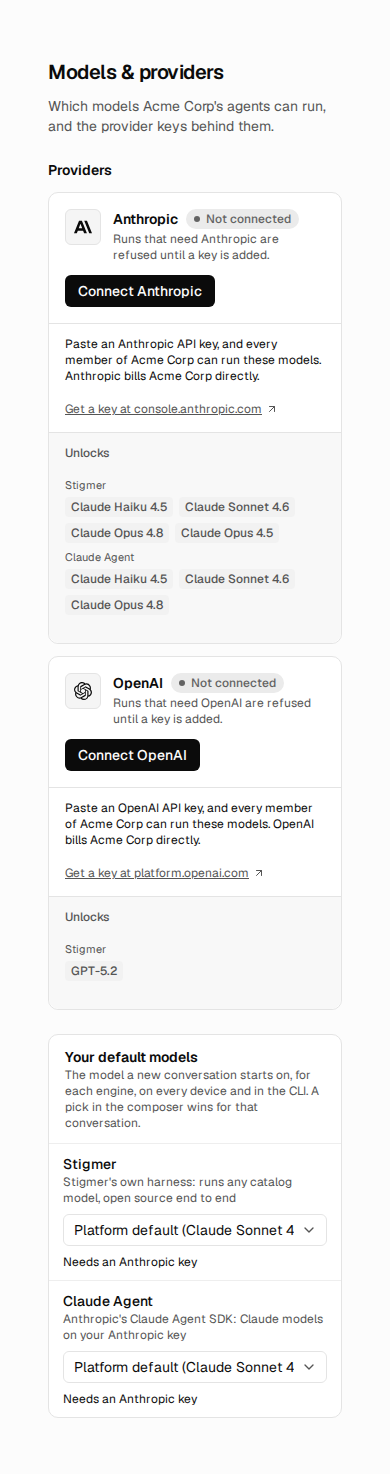 Models & providers
Which models Acme Corp's agents can run,
and the provider keys behind them.
Providers
Anthropic
Not connected
Runs that need Anthropic are
refused until a key is added.
Connect Anthropic
Paste an Anthropic API key, and every
member of Acme Corp can run these models.
Anthropic bills Acme Corp directly.
Get a key at console.anthropic.com
Unlocks
Stigmer
Claude Haiku 4.5 Claude Sonnet 4.6
Claude Opus 4.8 Claude Opus 4.5
Claude Agent
Claude Haiku 4.5 Claude Sonnet 4.6
Claude Opus 4.8
OpenAI
Not connected
Runs that need OpenAI are refused
until a key is added.
Connect OpenAI
Paste an OpenAI API key, and every member
of Acme Corp can run these models. OpenAI
bills Acme Corp directly.
Get a key at platform.openai.com
Unlocks
Stigmer
GPT-5.2
Your default models
The model a new conversation starts on, for
each engine, on every device and in the CLI. A
pick in the composer wins for that
conversation.
Stigmer
Stigmer's own harness: runs any catalog
model, open source end to end
Platform default (Claude Sonnet 4
Needs an Anthropic key
Claude Agent
Anthropic's Claude Agent SDK: Claude models
on your Anthropic key
Platform default (Claude Sonnet 4
Needs an Anthropic key